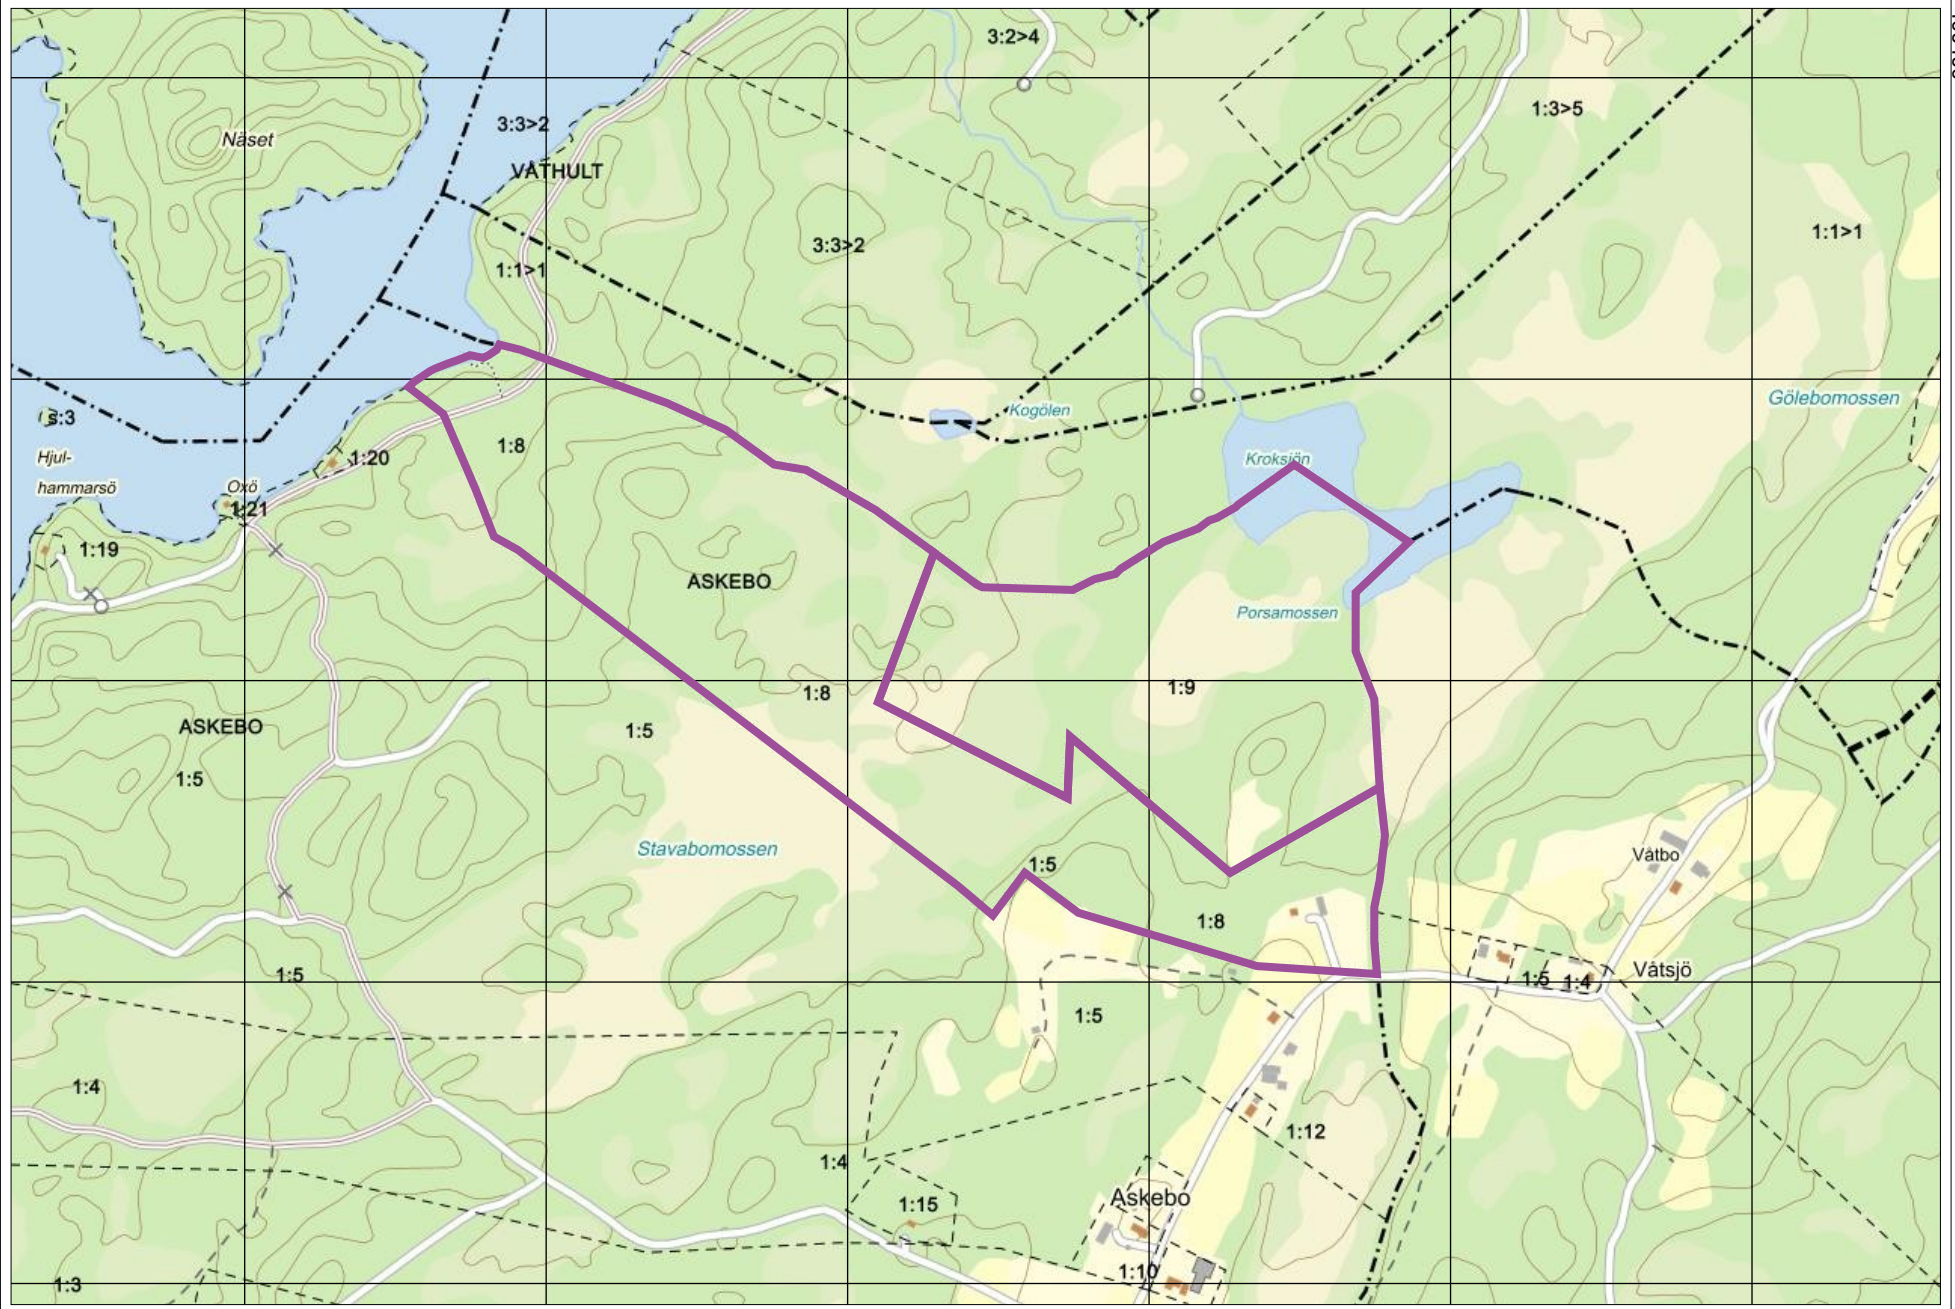 3:2>4
1:3>5
3:3>2
Näset
VÅTHULT
3:3>2
1:1>1
1:1>1
Gölebomossen
Kogölen
s:3
1:8
Hjul-
hammarsö
1:20
Kroksjön
Oxö
1:21
1:19
ASKEBO
Porsamossen
1:8
1:9
ASKEBO
1:5
1:5
Stavabomossen
Våtbo
1:5
1:8
1:5
1:5
1:4
Våtsjö
1:5
1:4
1:12
1:4
Askebo
1:15
1:10
1:3